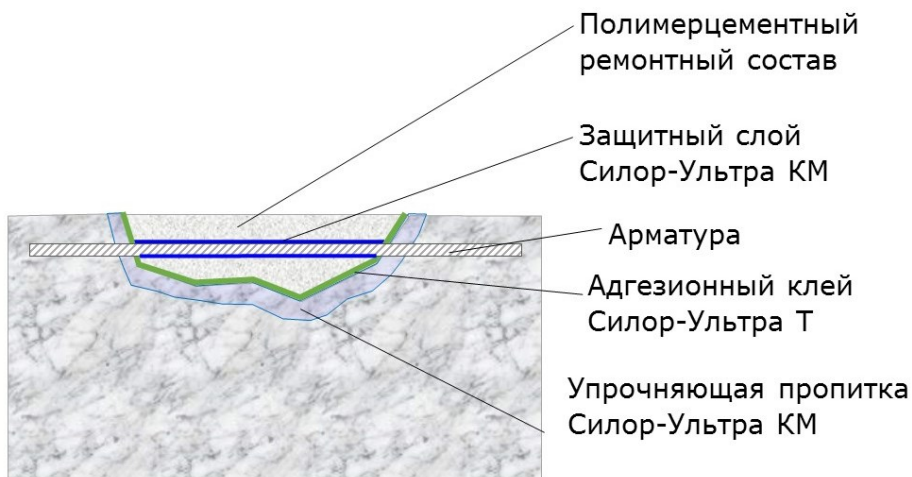 Полимерцементный
ремонтный состав
Защитный слой
Силор-Ультра КМ
Арматура
Адгезионный клей
Силор-Ультра Т
Упрочняющая пропитка
Силор-Ультра КМ